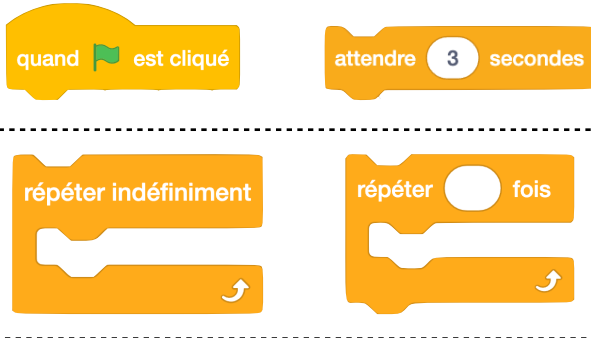 quand est cliqué
attendre 3 secondes
répéter indéfiniment
répéter fois